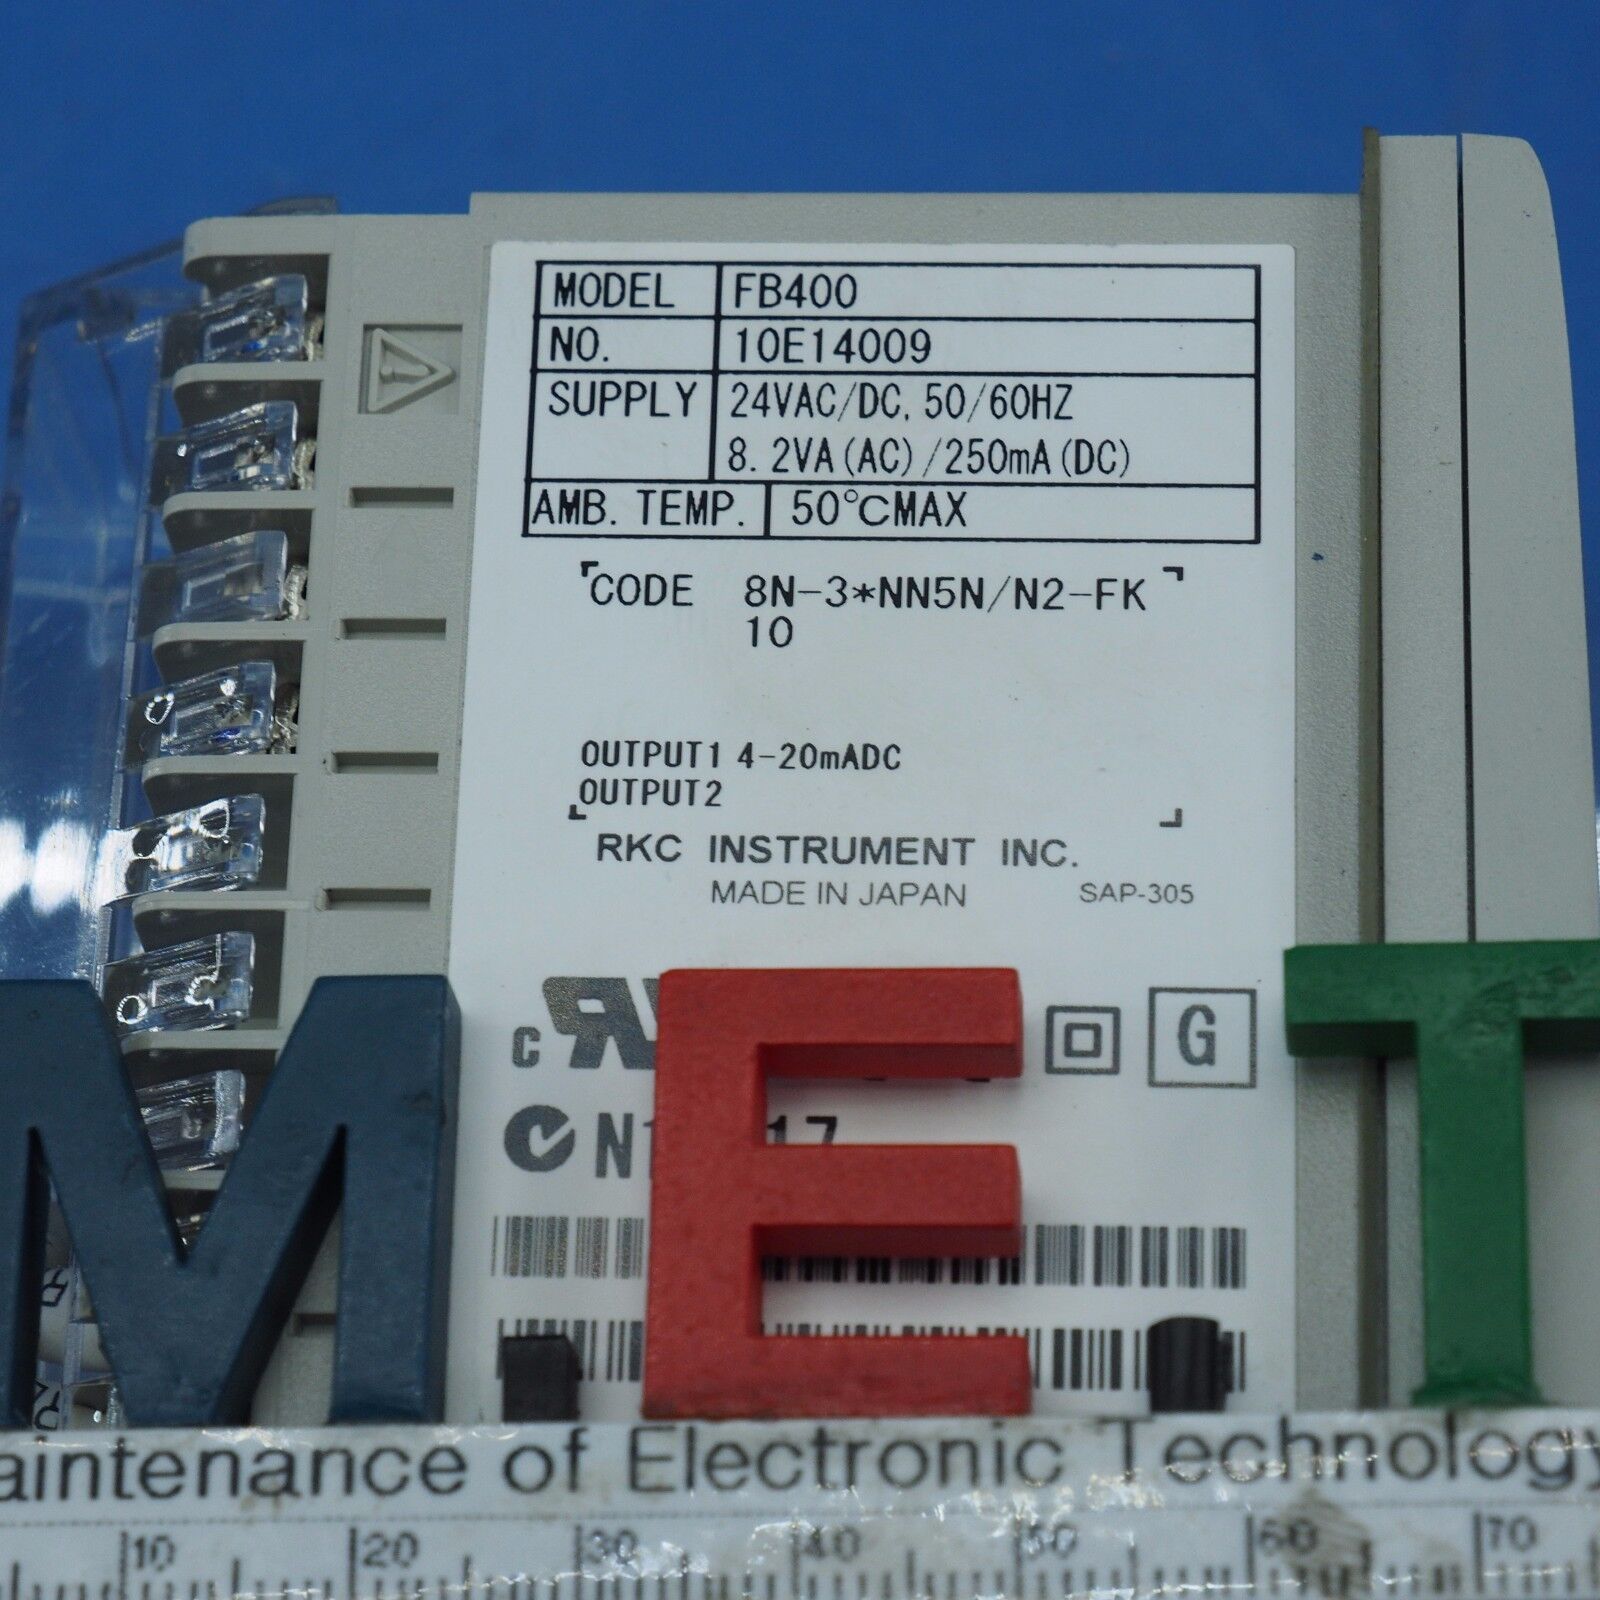 MODEL FB400
NO. 10E14009
SUPPLY 24VAC/DC, 50/60HZ
8.2VA(AC)/250mA(DC)
AMB. TEMP. 50°CMAX
CODE 8N-3*NN5N/N2-FK
10
OUTPUT1 4-20mADC
OUTPUT2
RKC INSTRUMENT INC.
MADE IN JAPAN SAP-305
G
M.E.T
aintenance of Electronic Technology
10 20 30 40 50 60 70